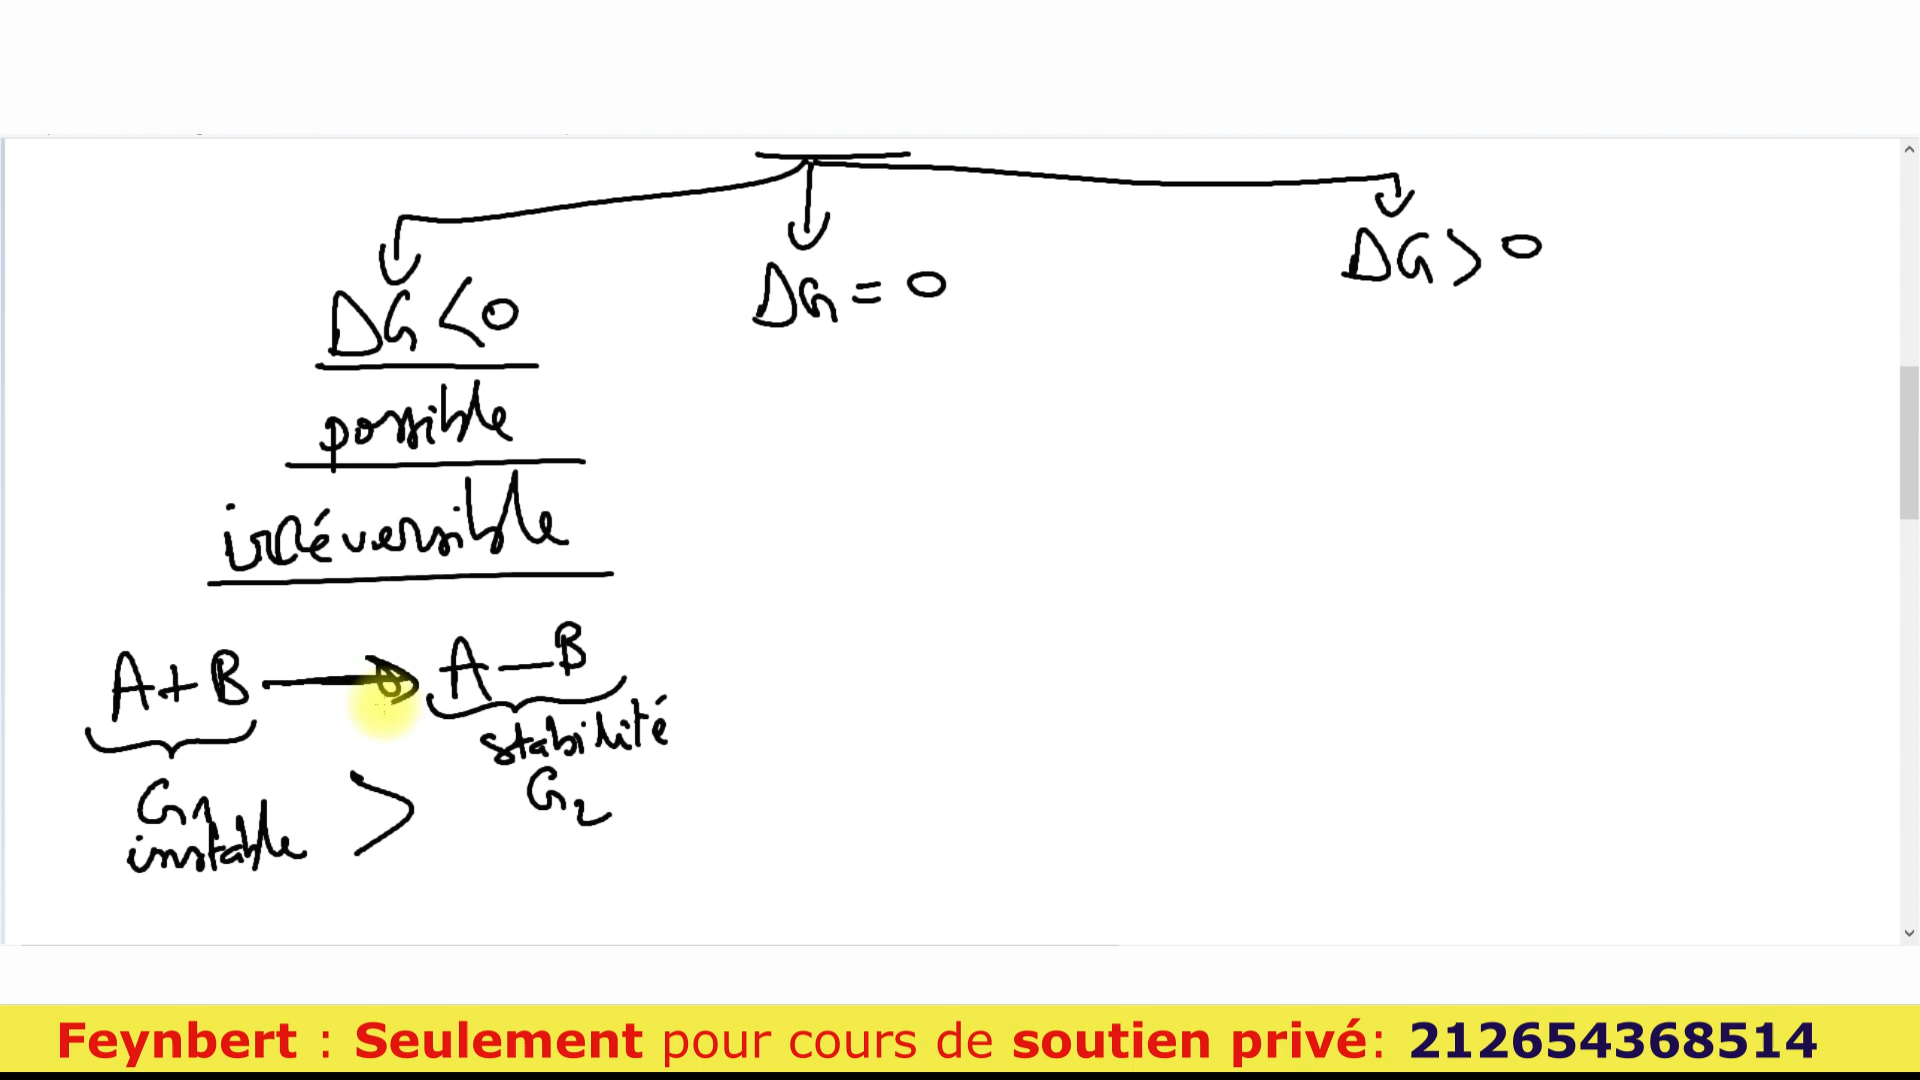 ΔG < 0
ΔG = 0
ΔG > 0
possible
irréversible
A + B → A — B
stabilité
G1 > G2
instable
Feynbert : Seulement pour cours de soutien privé: 212654368514